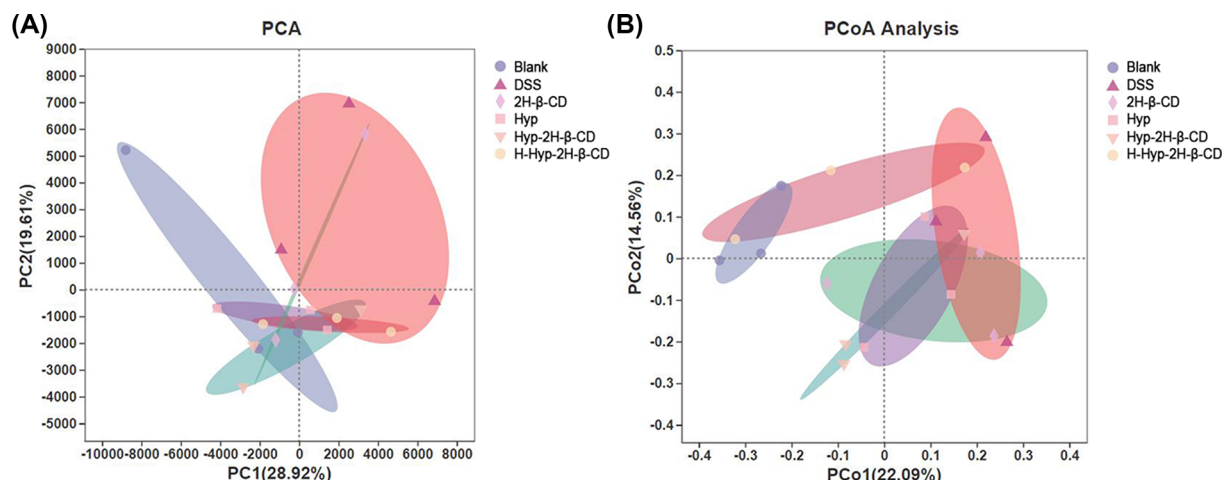 (A)
PCA
9000
8000
7000
6000
5000
4000
3000
2000
1000
0
-1000
-2000
-3000
-4000
-5000
PC2(19.61%)
-10000 -8000 -6000 -4000 -2000 0 2000 4000 6000 8000
PC1(28.92%)
Blank
DSS
2H-β-CD
Hyp
Hyp-2H-β-CD
H-Hyp-2H-β-CD
(B)
PCoA Analysis
0.5
0.4
0.3
0.2
0.1
0
-0.1
-0.2
-0.3
-0.4
PCo2(14.56%)
-0.4 -0.3 -0.2 -0.1 0 0.1 0.2 0.3 0.4
PCo1(22.09%)
Blank
DSS
2H-β-CD
Hyp
Hyp-2H-β-CD
H-Hyp-2H-β-CD